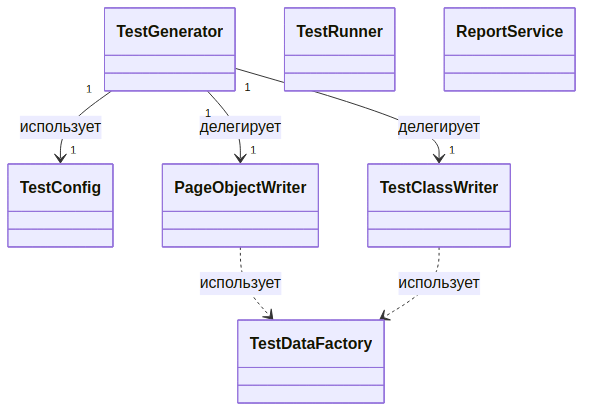 TestGenerator
TestRunner
ReportService
1
1
1
использует
делегирует
делегирует
1
1
1
TestConfig
PageObjectWriter
TestClassWriter
использует
использует
TestDataFactory